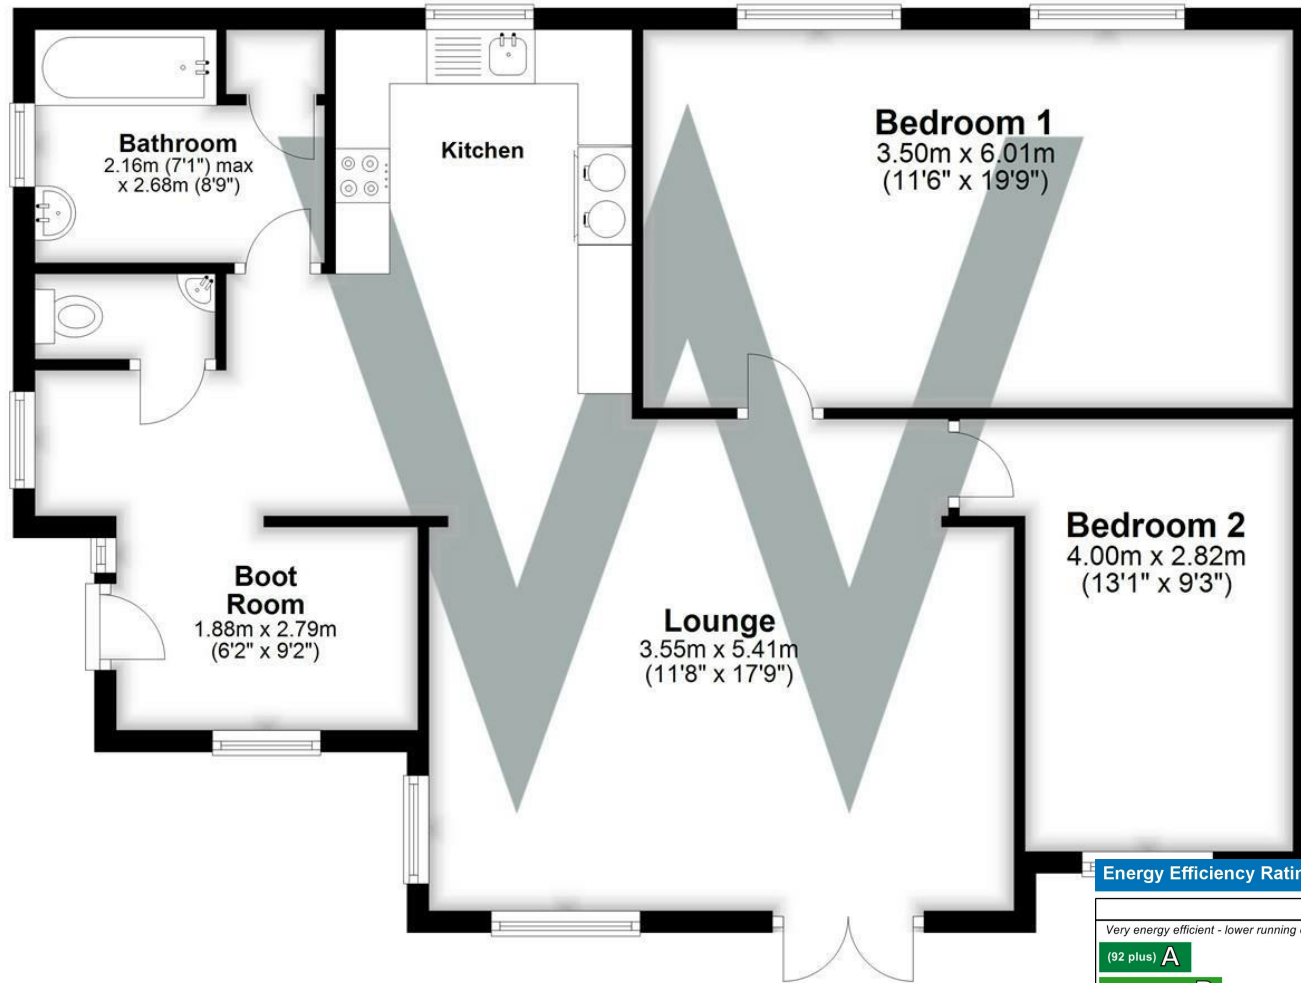 Bathroom
2.16m (7'1") max
x 2.68m (8'9")
Kitchen
Bedroom 1
3.50m x 6.01m
(11'6" x 19'9")
Bedroom 2
4.00m x 2.82m
(13'1" x 9'3")
Boot
Room
1.88m x 2.79m
(6'2" x 9'2")
Lounge
3.55m x 5.41m
(11'8" x 17'9")
W
Energy Efficiency Ratin
Very energy efficient - lower running
(92 plus) A